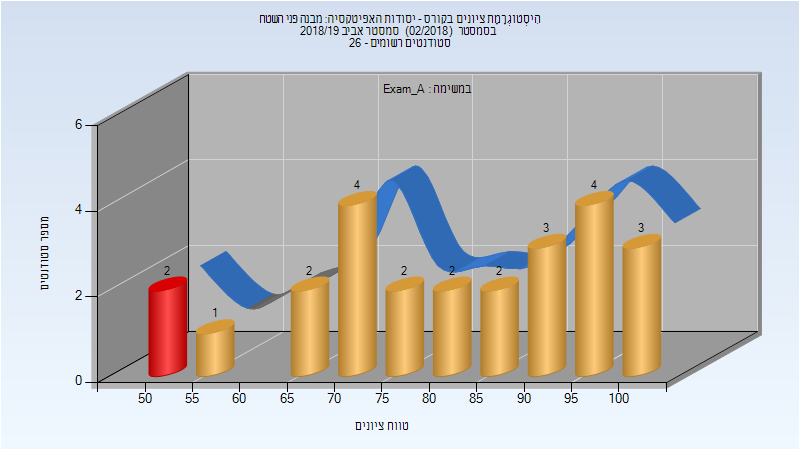 הִיסְטוֹגְרָמַת ציונים בקורס - יסודות האפיטקסיה: מבנה פני השטח
בסמסטר (02/2018) סמסטר אביב 2018/19
סטודנטים רשומים - 26
במשימה : Exam_A
מספר סטודנטים
6
4
2
0
2
1
2
4
2
2
2
3
4
3
50 55 60 65 70 75 80 85 90 95 100
טווח ציונים